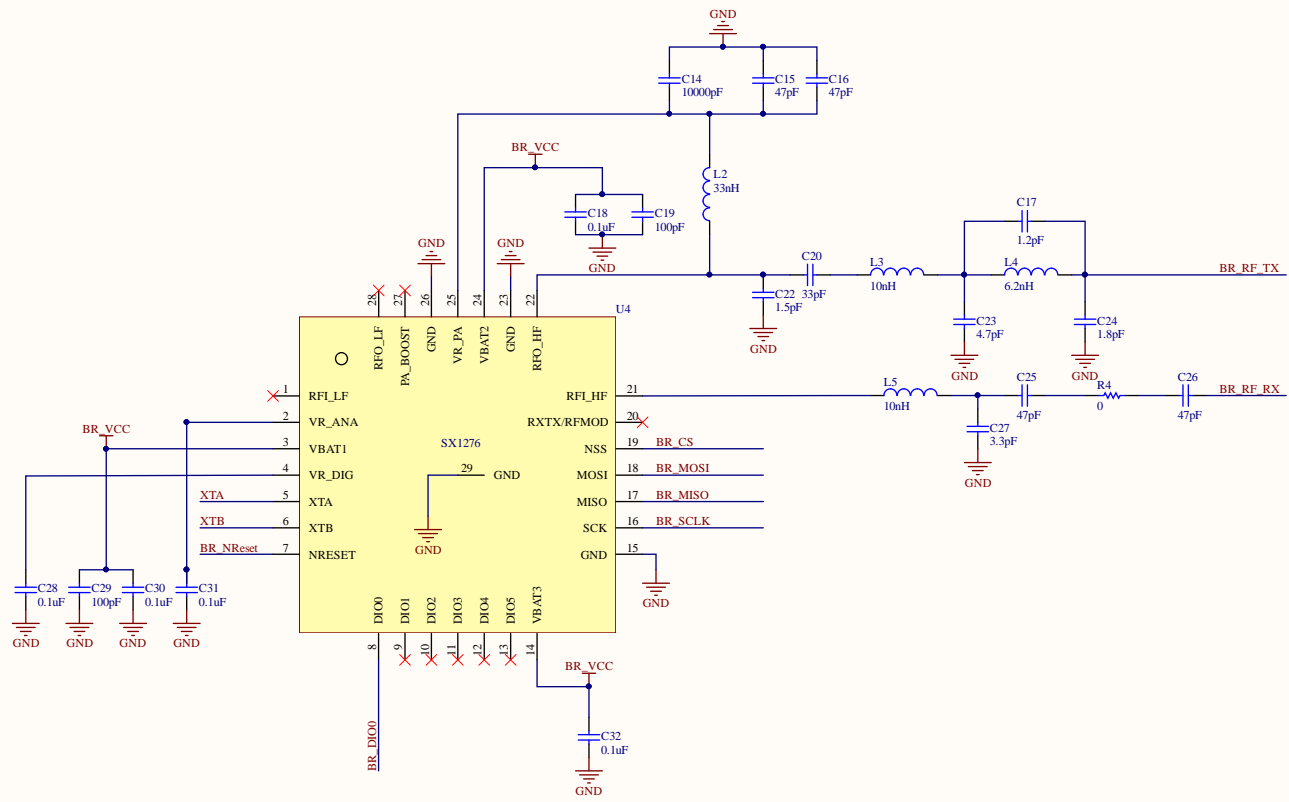 GND
C14
10000pF
C15
47pF
C16
47pF
BR_VCC
L2
33nH
C18
0.1uF
C19
100pF
GND
GND
GND
C17
1.2pF
C20
33pF
L3
10nH
L4
6.2nH
BR_RF_TX
C22
1.5pF
GND
C23
4.7pF
GND
C24
1.8pF
GND
28
27
26
25
24
23
22
U4
RFO_LF
PA_BOOST
GND
VR_PA
VBAT2
GND
RFO_HF
1
RFI_LF
RFI_HF
21
L5
10nH
C25
47pF
R4
0
C26
47pF
BR_RF_RX
C27
3.3pF
GND
2
VR_ANA
RXTX/RFMOD
20
BR_VCC
3
VBAT1
SX1276
NSS
19
BR_CS
4
VR_DIG
29
GND
MOSI
18
BR_MOSI
XTA
5
XTA
MISO
17
BR_MISO
XTB
6
XTB
SCK
16
BR_SCLK
BR_NReset
7
NRESET
GND
GND
15
GND
C28
0.1uF
GND
C29
100pF
GND
C30
0.1uF
GND
C31
0.1uF
GND
DIO0
DIO1
DIO2
DIO3
DIO4
DIO5
VBAT3
8
9
10
11
12
13
14
BR_DIO0
BR_VCC
C32
0.1uF
GND